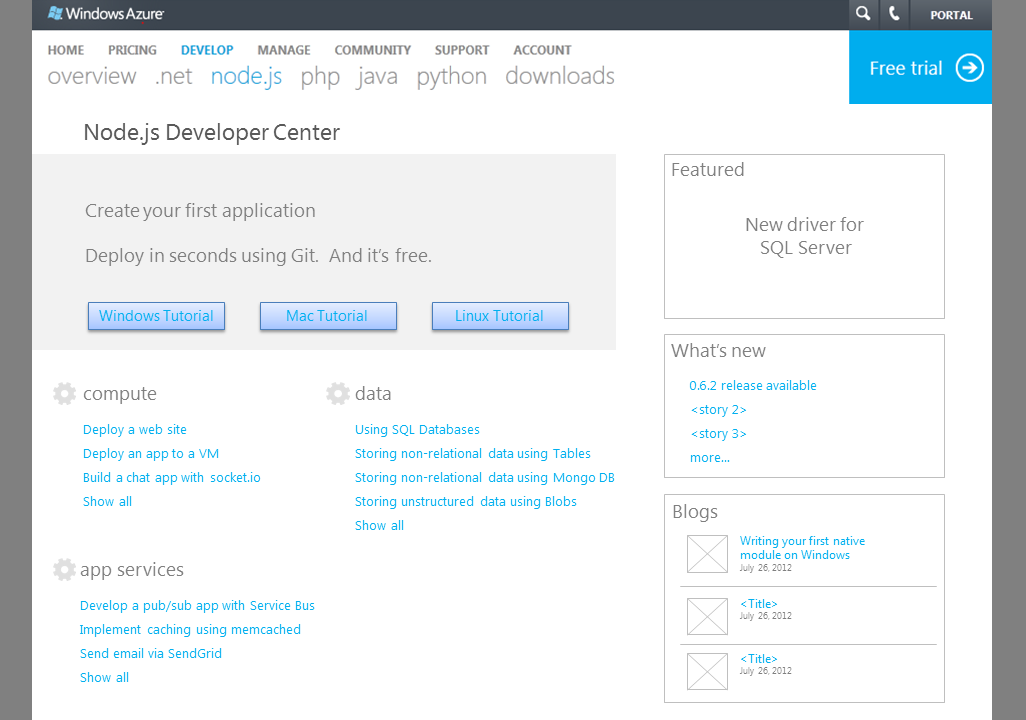 Windows Azure
PORTAL
HOME PRICING DEVELOP MANAGE COMMUNITY SUPPORT ACCOUNT
overview .net node.js php java python downloads
Free trial
Node.js Developer Center
Create your first application
Deploy in seconds using Git. And it's free.
Windows Tutorial Mac Tutorial Linux Tutorial
compute
Deploy a web site
Deploy an app to a VM
Build a chat app with socket.io
Show all
data
Using SQL Databases
Storing non-relational data using Tables
Storing non-relational data using Mongo DB
Storing unstructured data using Blobs
Show all
app services
Develop a pub/sub app with Service Bus
Implement caching using memcached
Send email via SendGrid
Show all
Featured
New driver for
SQL Server
What's new
0.6.2 release available
<story 2>
<story 3>
more...
Blogs
Writing your first native
module on Windows
July 26, 2012
<Title>
July 26, 2012
<Title>
July 26, 2012